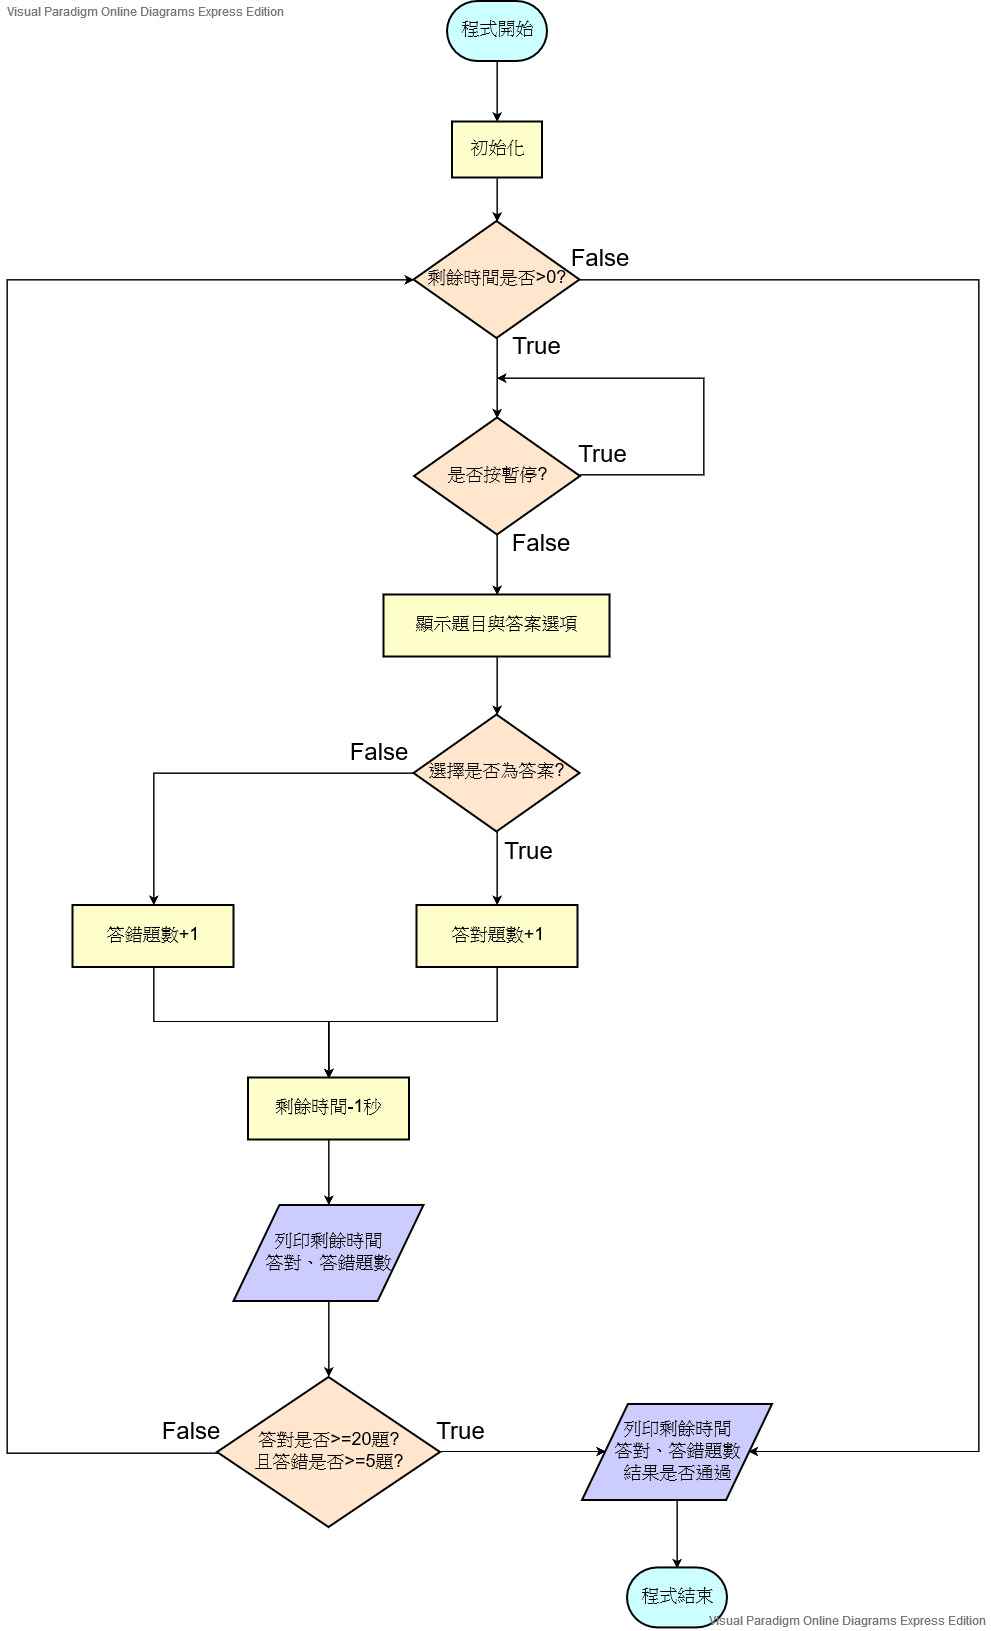 Visual Paradigm Online Diagrams Express Edition
程式開始
初始化
剩餘時間是否>0?
False
True
是否按暫停?
True
False
顯示題目與答案選項
選擇是否為答案?
False
True
答錯題數+1
答對題數+1
剩餘時間-1秒
列印剩餘時間
答對、答錯題數
答對是否>=20題?
且答錯是否>=5題?
False
True
列印剩餘時間
答對、答錯題數
結果是否通過
程式結束
Visual Paradigm Online Diagrams Express Edition